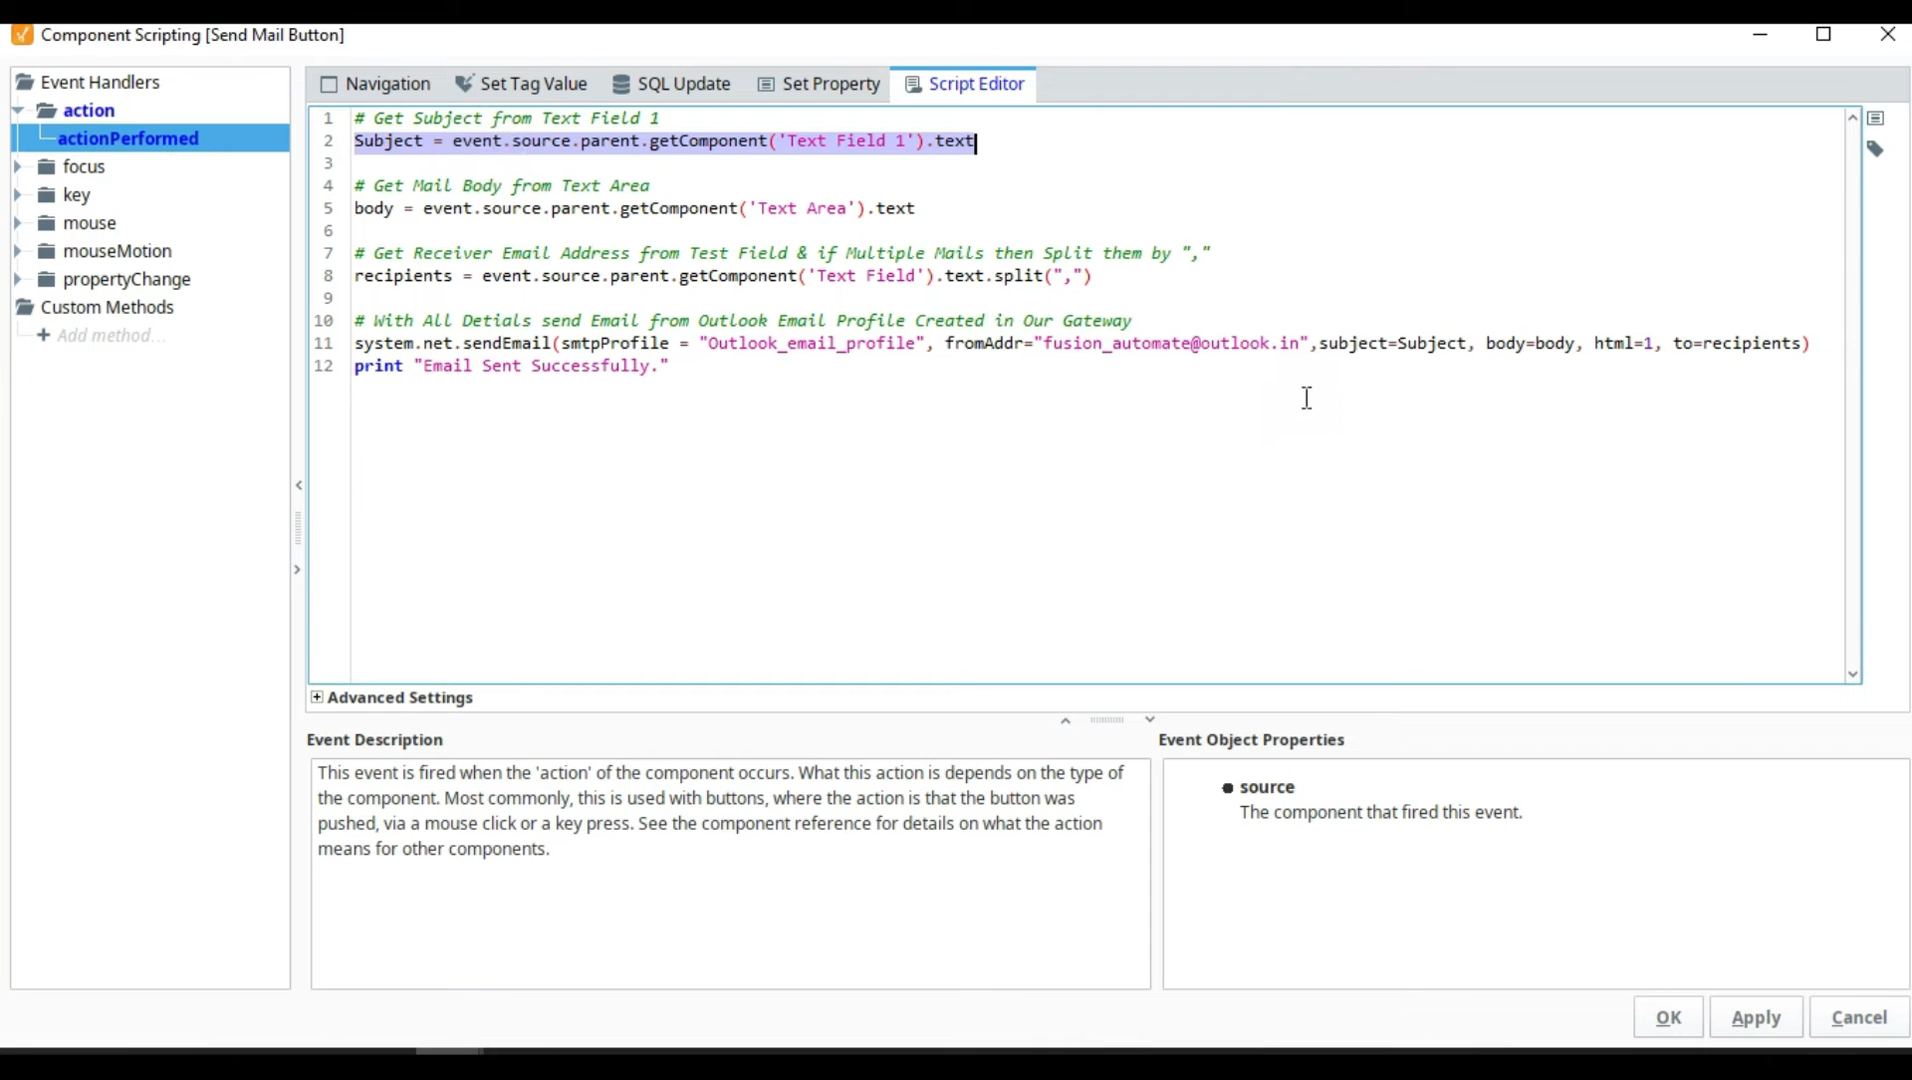 Component Scripting [Send Mail Button]
Event Handlers
action
actionPerformed
focus
key
mouse
mouseMotion
propertyChange
Custom Methods
Add method...
Navigation
Set Tag Value
SQL Update
Set Property
Script Editor
1 # Get Subject from Text Field 1
2 Subject = event.source.parent.getComponent('Text Field 1').text
3
4 # Get Mail Body from Text Area
5 body = event.source.parent.getComponent('Text Area').text
6
7 # Get Receiver Email Address from Test Field & if Multiple Mails then Split them by ","
8 recipients = event.source.parent.getComponent('Text Field').text.split(",")
9
10 # With All Detials send Email from Outlook Email Profile Created in Our Gateway
11 system.net.sendEmail(smtpProfile = "Outlook_email_profile", fromAddr="fusion_automate@outlook.in",subject=Subject, body=body, html=1, to=recipients)
12 print "Email Sent Successfully."
Advanced Settings
Event Description
This event is fired when the 'action' of the component occurs. What this action is depends on the type of
the component. Most commonly, this is used with buttons, where the action is that the button was
pushed, via a mouse click or a key press. See the component reference for details on what the action
means for other components.
Event Object Properties
source
The component that fired this event.
OK
Apply
Cancel